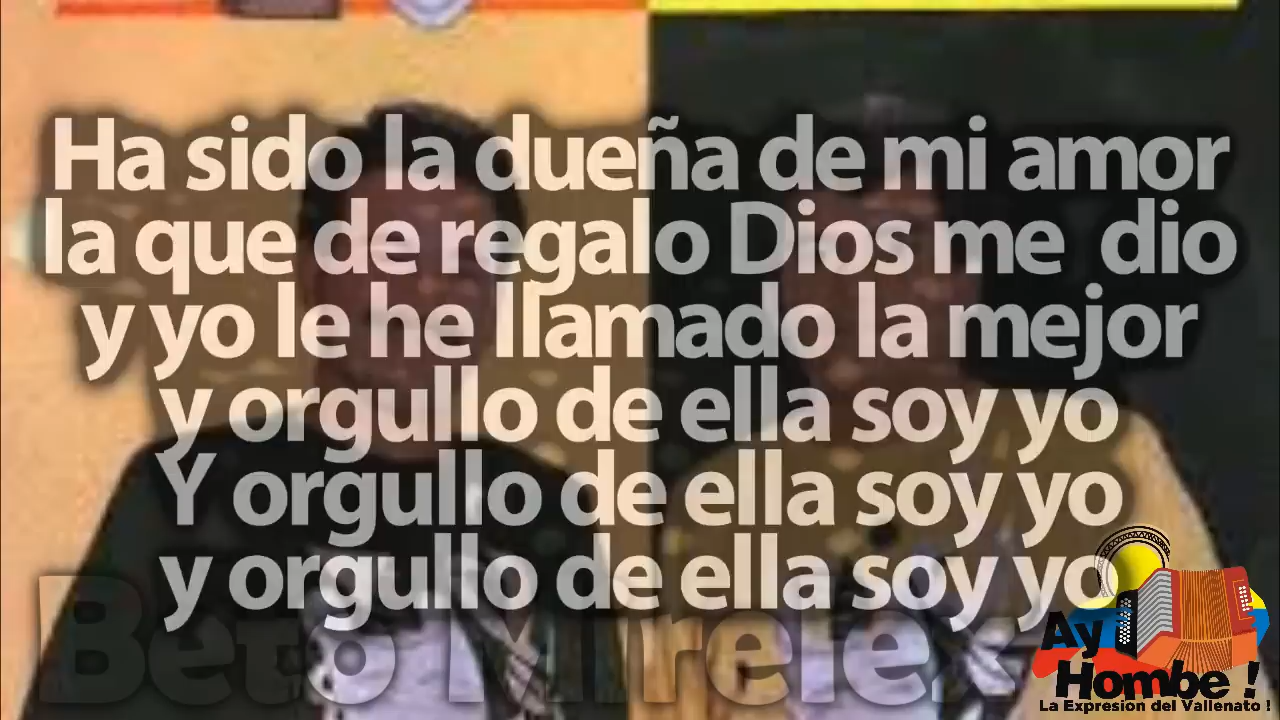 Ha sido la dueña de mi amor
la que de regalo Dios me dio
y yo le he llamado la mejor
y orgullo de ella soy yo
Y orgullo de ella soy yo
y orgullo de ella soy yo
Beto Mirelex
Ay
Hombe !
La Expresion del Vallenato !